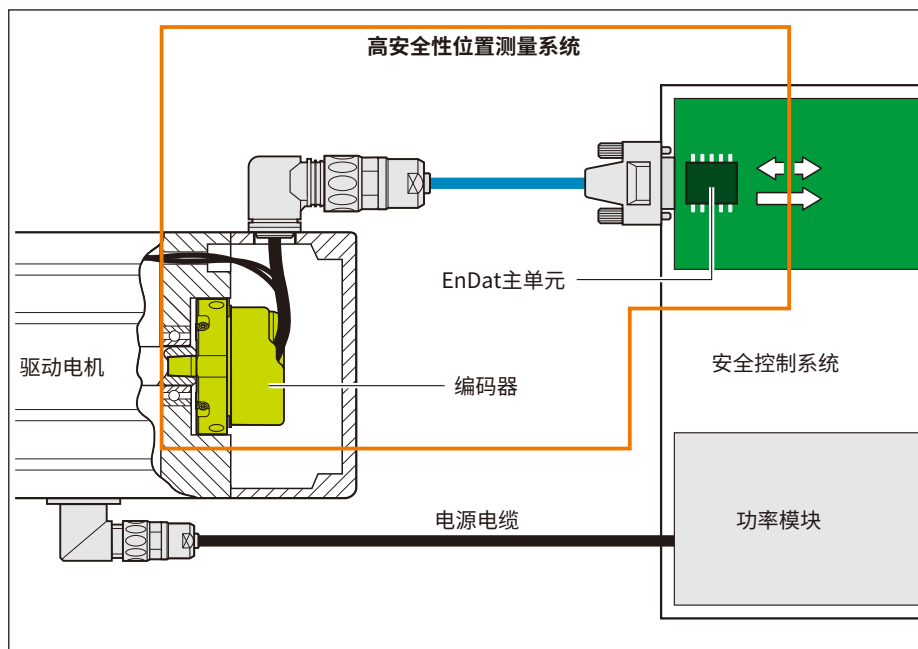 高安全性位置测量系统
EnDat主单元
驱动电机
安全控制系统
编码器
电源电缆
功率模块